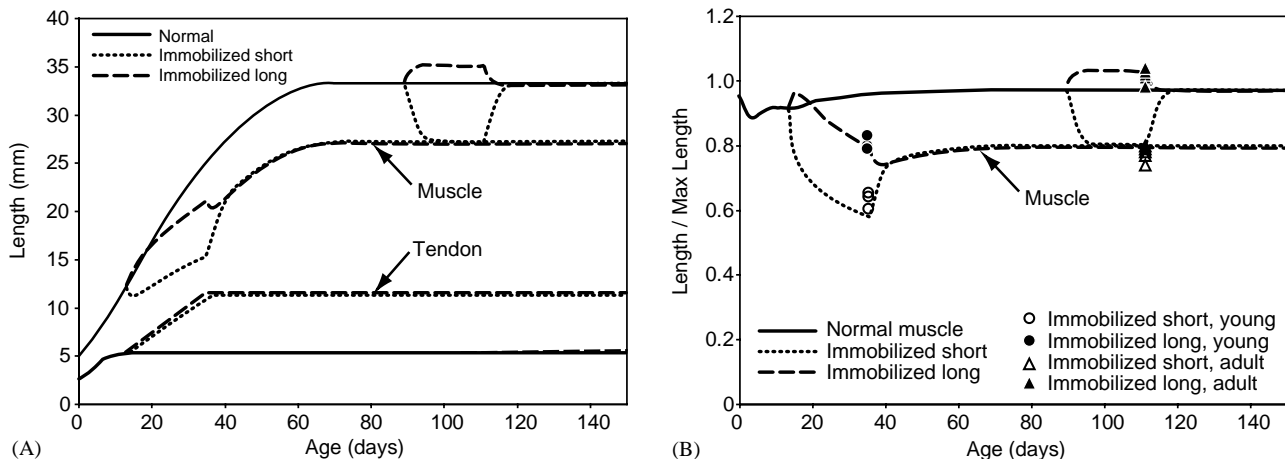 40
35
30
25
20
15
10
5
0
Length (mm)
Normal
Immobilized short
Immobilized long
Muscle
Tendon
0 20 40 60 80 100 120 140
Age (days)
(A)
1.2
1.0
0.8
0.6
0.4
0.2
0
Length / Max Length
Muscle
Normal muscle
Immobilized short
Immobilized long
Immobilized short, young
Immobilized long, young
Immobilized short, adult
Immobilized long, adult
0 20 40 60 80 100 120 140
Age (days)
(B)